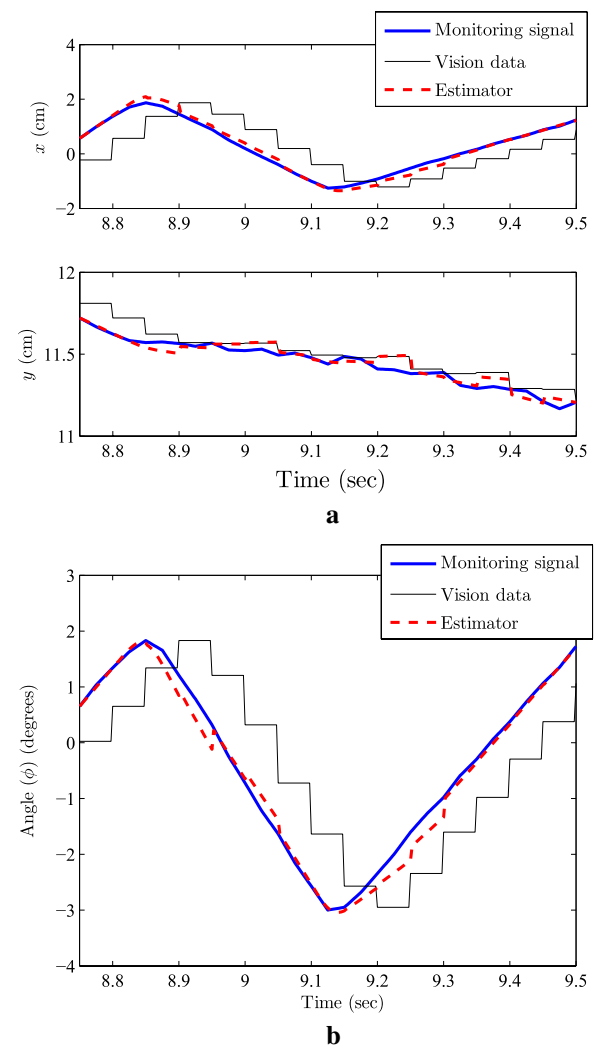 Monitoring signal
Vision data
Estimator
x (cm)
4
2
0
−2
8.8 8.9 9 9.1 9.2 9.3 9.4 9.5
y (cm)
12
11.5
11
8.8 8.9 9 9.1 9.2 9.3 9.4 9.5
Time (sec)
a
Monitoring signal
Vision data
Estimator
Angle (ϕ) (degrees)
3
2
1
0
−1
−2
−3
−4
8.8 8.9 9 9.1 9.2 9.3 9.4 9.5
Time (sec)
b